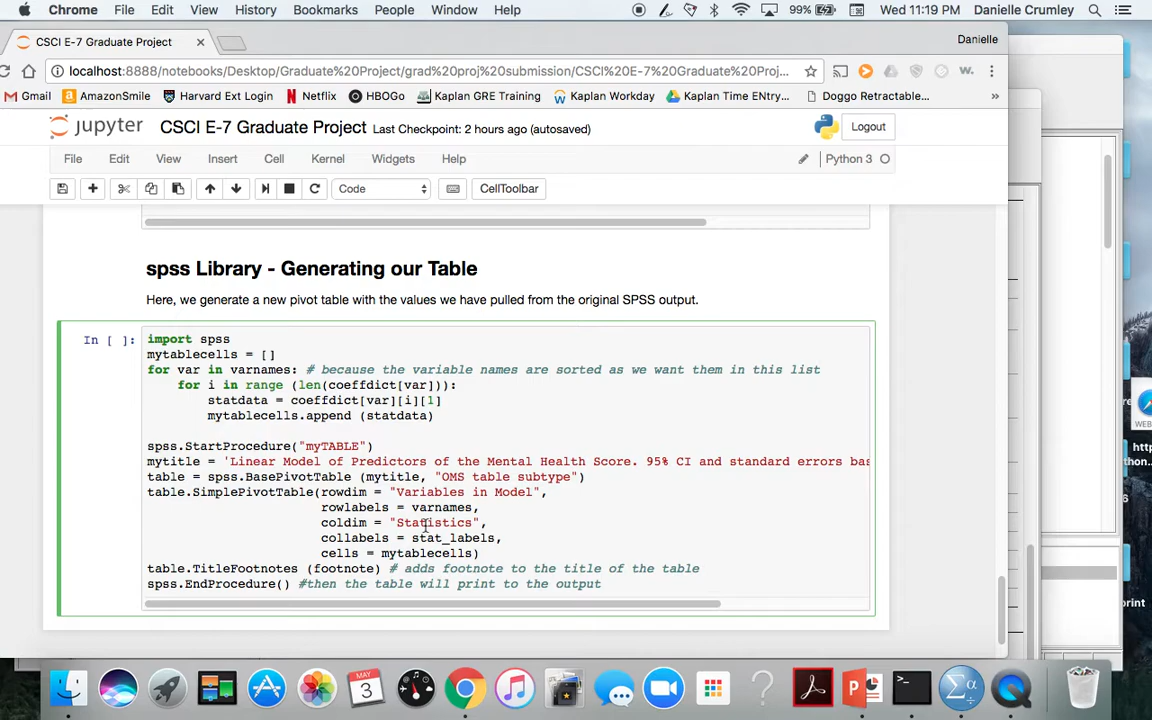 Chrome File Edit View History Bookmarks People Window Help 99% Wed 11:19 PM Danielle Crumley
CSCI E-7 Graduate Project Danielle
localhost:8888/notebooks/Desktop/Graduate%20Project/grad%20proj%20submission/CSCI%20E-7%20Graduate%20Proj...
Gmail AmazonSmile Harvard Ext Login Netflix HBOGo Kaplan GRE Training Kaplan Workday Kaplan Time ENtry... Doggo Retractable... »
jupyter CSCI E-7 Graduate Project Last Checkpoint: 2 hours ago (autosaved) Logout
File Edit View Insert Cell Kernel Widgets Help Python 3
Code CellToolbar
spss Library - Generating our Table
Here, we generate a new pivot table with the values we have pulled from the original SPSS output.
In [ ]: import spss
mytablecells = []
for var in varnames: # because the variable names are sorted as we want them in this list
for i in range (len(coeffdict[var])):
statdata = coeffdict[var][i][1]
mytablecells.append (statdata)
spss.StartProcedure("myTABLE")
mytitle = 'Linear Model of Predictors of the Mental Health Score. 95% CI and standard errors bas
table = spss.BasePivotTable (mytitle, "OMS table subtype")
table.SimplePivotTable(rowdim = "Variables in Model",
rowlabels = varnames,
coldim = "Statistics",
collabels = stat_labels,
cells = mytablecells)
table.TitleFootnotes (footnote) # adds footnote to the title of the table
spss.EndProcedure() #then the table will print to the output